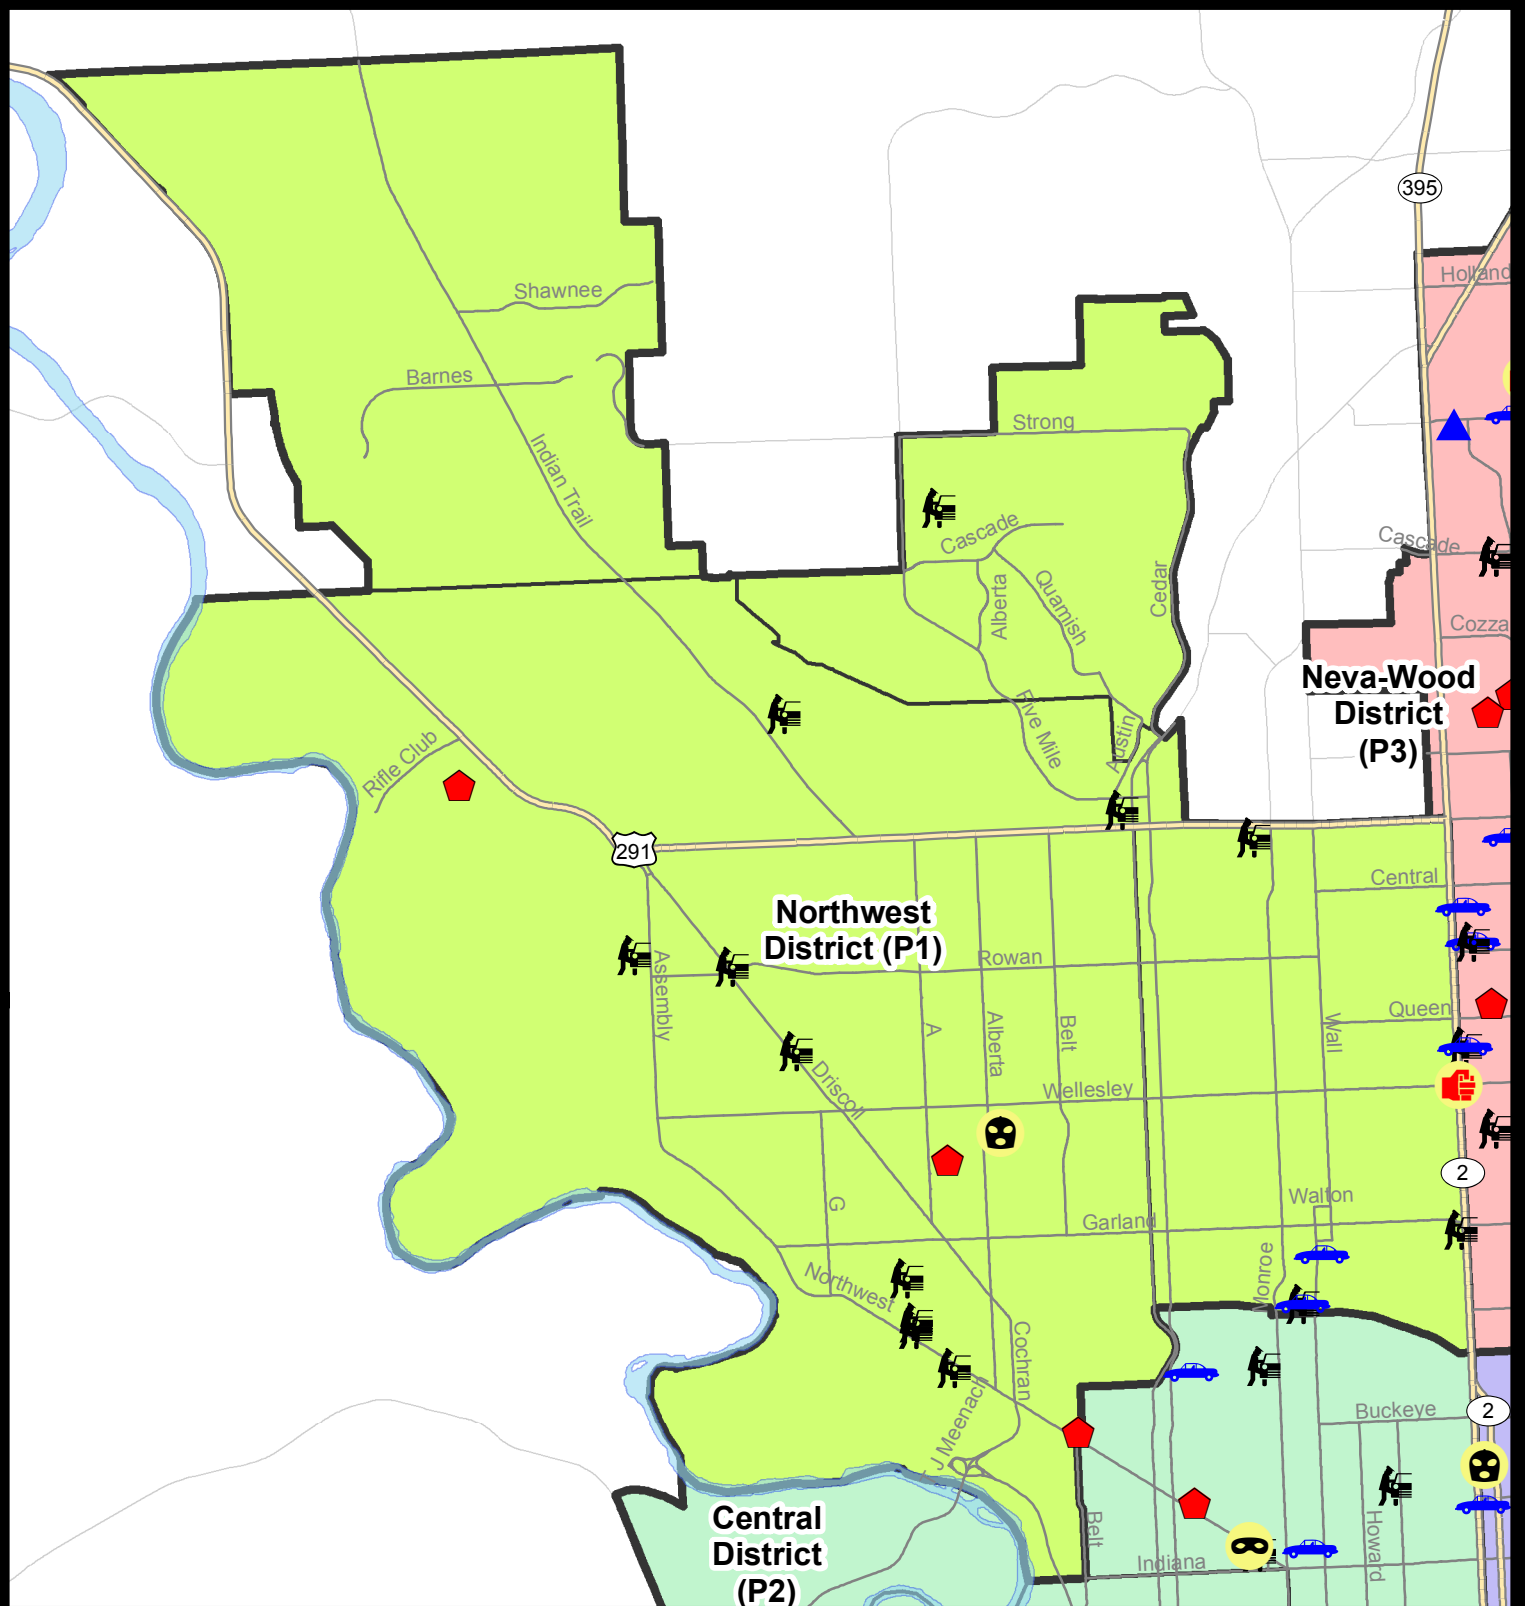 395
Holland
Shawnee
Barnes
Strong
Indian Trail
Cascade
Cascade
Alberta
Quamish
Cedar
Cozza
Neva-Wood
District
(P3)
Five Mile
Austin
Rifle Club
291
Central
Northwest
District (P1)
Rowan
Assembly
A
Alberta
Belt
Queen
Wall
Driscoll
Wellesley
2
G
Walton
Garland
Monroe
Northwest
Cochran
T J Meenach
Buckeye
2
Central
District
(P2)
Belt
Indiana
Howard